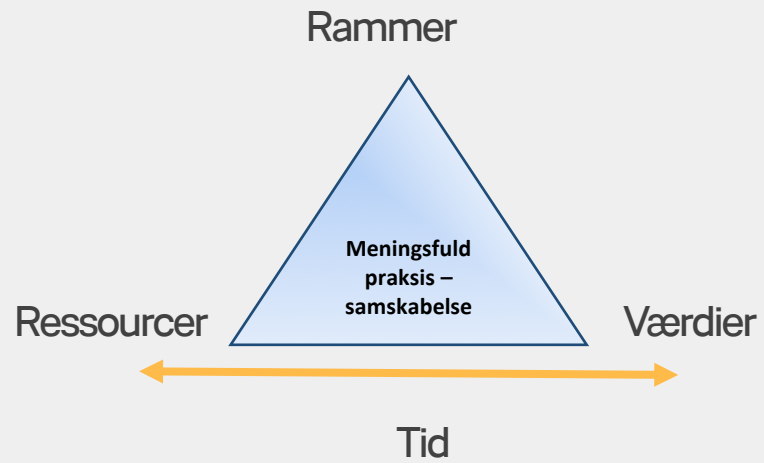 Rammer
Meningsfuld
praksis –
samskabelse
Ressourcer
Værdier
Tid